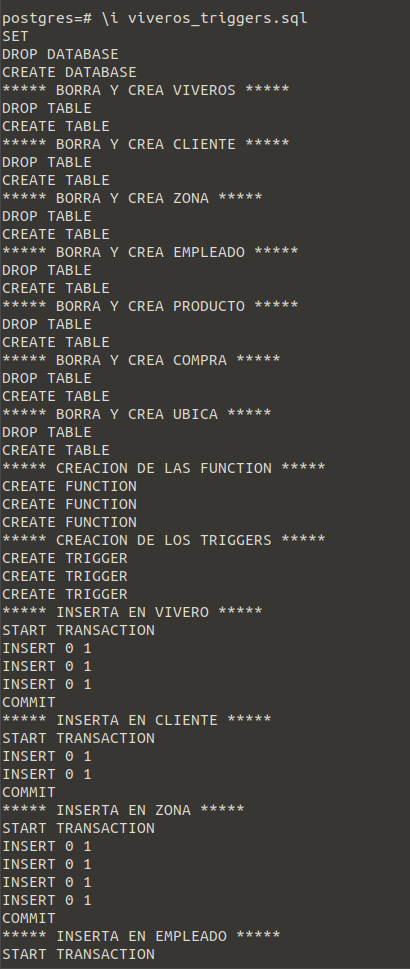 postgres=# \i viveros_triggers.sql
SET
DROP DATABASE
CREATE DATABASE
***** BORRA Y CREA VIVEROS *****
DROP TABLE
CREATE TABLE
***** BORRA Y CREA CLIENTE *****
DROP TABLE
CREATE TABLE
***** BORRA Y CREA ZONA *****
DROP TABLE
CREATE TABLE
***** BORRA Y CREA EMPLEADO *****
DROP TABLE
CREATE TABLE
***** BORRA Y CREA PRODUCTO *****
DROP TABLE
CREATE TABLE
***** BORRA Y CREA COMPRA *****
DROP TABLE
CREATE TABLE
***** BORRA Y CREA UBICA *****
DROP TABLE
CREATE TABLE
***** CREACION DE LAS FUNCTION *****
CREATE FUNCTION
CREATE FUNCTION
CREATE FUNCTION
***** CREACION DE LOS TRIGGERS *****
CREATE TRIGGER
CREATE TRIGGER
CREATE TRIGGER
***** INSERTA EN VIVERO *****
START TRANSACTION
INSERT 0 1
INSERT 0 1
INSERT 0 1
COMMIT
***** INSERTA EN CLIENTE *****
START TRANSACTION
INSERT 0 1
INSERT 0 1
COMMIT
***** INSERTA EN ZONA *****
START TRANSACTION
INSERT 0 1
INSERT 0 1
INSERT 0 1
INSERT 0 1
COMMIT
***** INSERTA EN EMPLEADO *****
START TRANSACTION